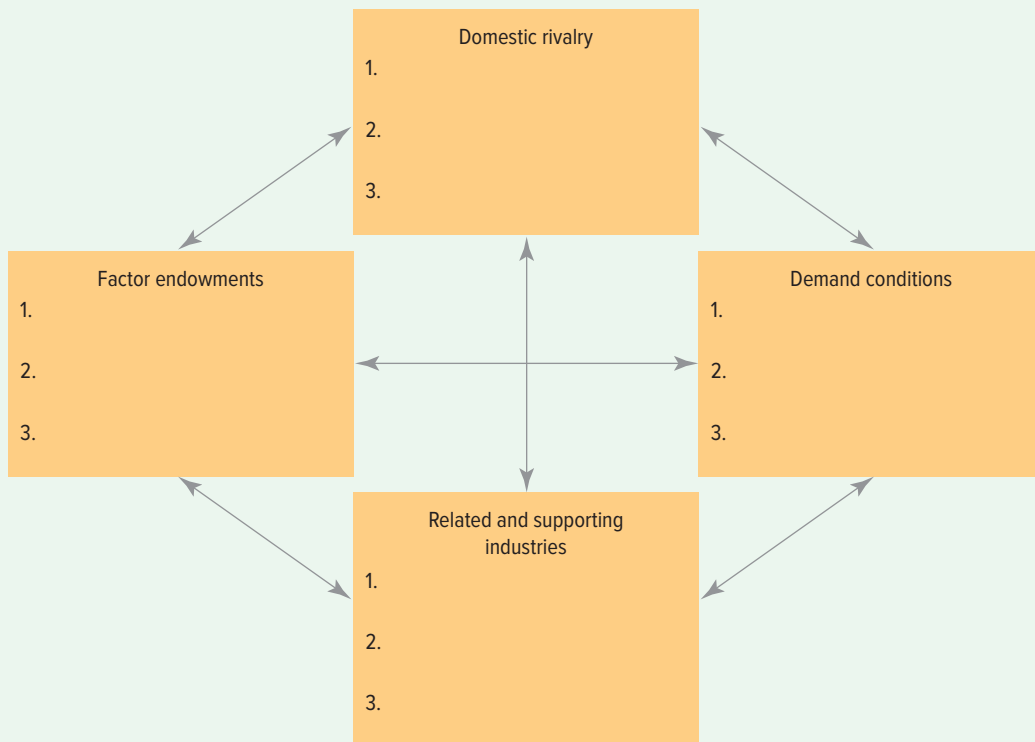 Domestic rivalry
1.
2.
3.
Factor endowments
1.
2.
3.
Demand conditions
1.
2.
3.
Related and supporting
industries
1.
2.
3.